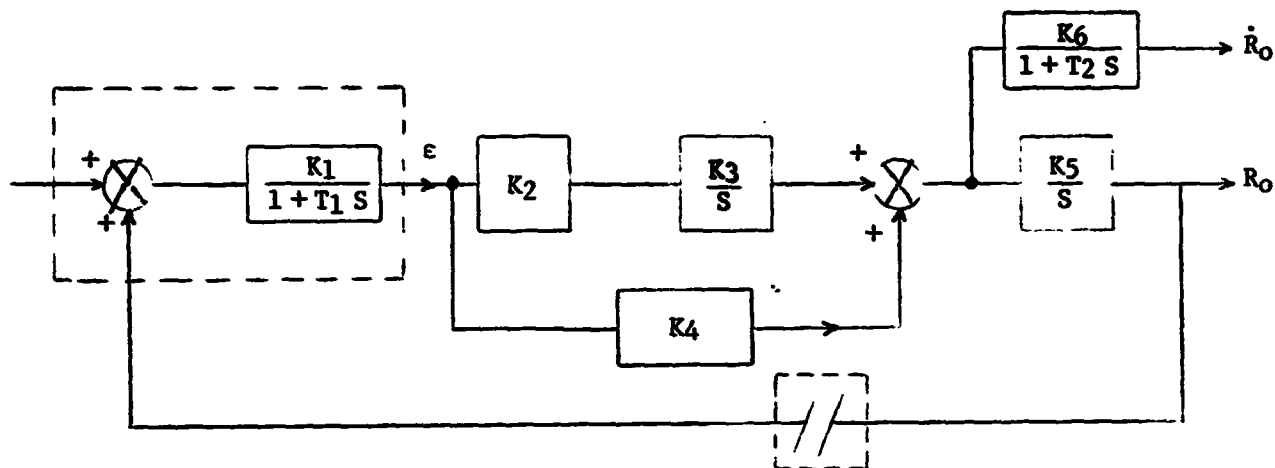 K6
1 + T2 S
Ṙo
+
+
K1
1 + T1 S
ε
K2
K3
S
+
+
K5
S
Ro
K4